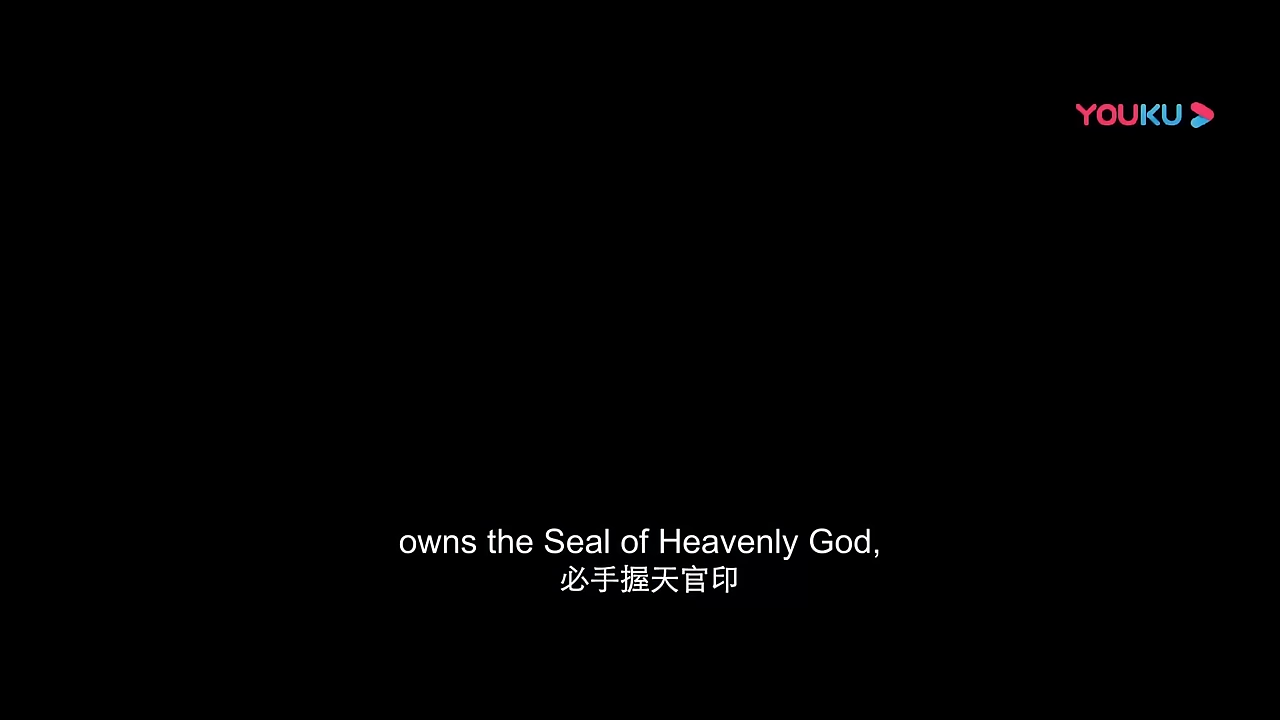 YOUKU
owns the Seal of Heavenly God,
必手握天官印